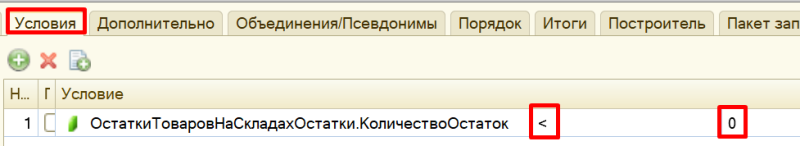 Условия Дополнительно Объединения/Псевдонимы Порядок Итоги Построитель Пакет зап
Н... Г Условие
1 ОстаткиТоваровНаСкладахОстатки.КоличествоОстаток < 0